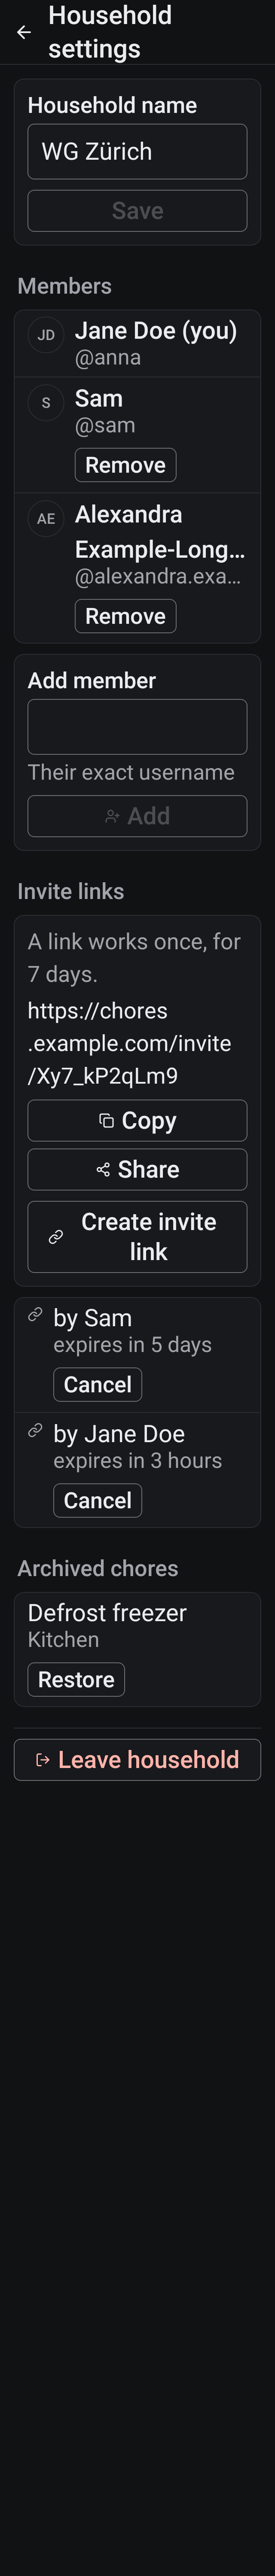 Household
settings
Household name
WG Zürich
Save
Members
JD
Jane Doe (you)
@anna
S
Sam
@sam
Remove
AE
Alexandra
Example-Long…
@alexandra.exa…
Remove
Add member
Their exact username
Add
Invite links
A link works once, for
7 days.
https://chores
.example.com/invite
/Xy7_kP2qLm9
Copy
Share
Create invite
link
by Sam
expires in 5 days
Cancel
by Jane Doe
expires in 3 hours
Cancel
Archived chores
Defrost freezer
Kitchen
Restore
Leave household